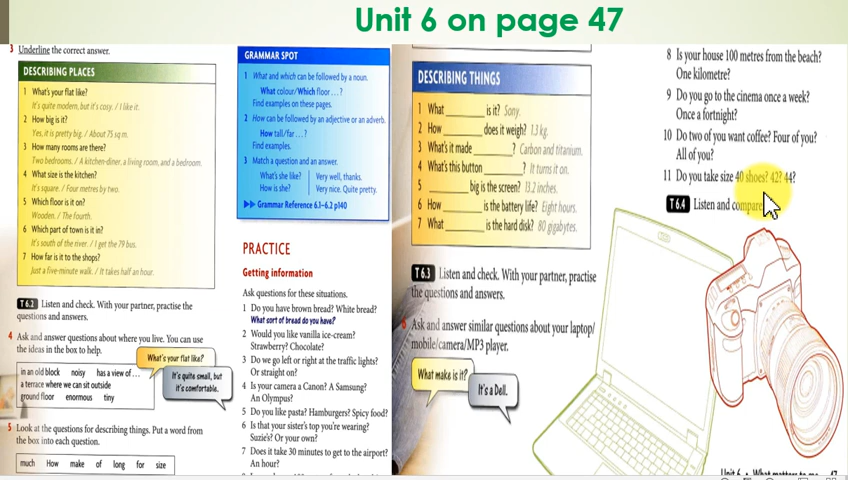 Unit 6 on page 47
3 Underline the correct answer.
DESCRIBING PLACES
1 What's your flat like?
It's quite modern, but it's cosy. / I like it.
2 How big is it?
Yes, it is pretty big. / About 75 sq m.
3 How many rooms are there?
Two bedrooms. / A kitchen-diner, a living room, and a bedroom.
4 What size is the kitchen?
It's square. / Four metres by two.
5 Which floor is it on?
Wooden. / The fourth.
6 Which part of town is it in?
It's south of the river. / I get the 79 bus.
7 How far is it to the shops?
Just a five-minute walk. / It takes half an hour.
T 6.2 Listen and check. With your partner, practise the
questions and answers.
4 Ask and answer questions about where you live. You can use
the ideas in the box to help.
What's your flat like?
It's quite small, but
it's comfortable.
in an old block noisy has a view of ...
a terrace where we can sit outside
ground floor enormous tiny
5 Look at the questions for describing things. Put a word from
the box into each question.
much How make of long for size
GRAMMAR SPOT
1 What and which can be followed by a noun.
What colour/Which floor ... ?
Find examples on these pages.
2 How can be followed by an adjective or an adverb.
How tall/far ... ?
Find examples.
3 Match a question and an answer.
What's she like? Very well, thanks.
How is she? Very nice. Quite pretty.
▶▶ Grammar Reference 6.1–6.2 p140
PRACTICE
Getting information
Ask questions for these situations.
1 Do you have brown bread? White bread?
What sort of bread do you have?
2 Would you like vanilla ice-cream?
Strawberry? Chocolate?
3 Do we go left or right at the traffic lights?
Or straight on?
4 Is your camera a Canon? A Samsung?
An Olympus?
5 Do you like pasta? Hamburgers? Spicy food?
6 Is that your sister's top you're wearing?
Suzie's? Or your own?
7 Does it take 30 minutes to get to the airport?
An hour?
DESCRIBING THINGS
1 What ______ is it? Sony.
2 How ______ does it weigh? 1.3 kg.
3 What's it made ______? Carbon and titanium.
4 What's this button ______? It turns it on.
5 ______ big is the screen? 13.2 inches.
6 How ______ is the battery life? Eight hours.
7 What ______ is the hard disk? 80 gigabytes.
T 6.3 Listen and check. With your partner, practise
the questions and answers.
Ask and answer similar questions about your laptop/
mobile/camera/MP3 player.
What make is it?
It's a Dell.
8 Is your house 100 metres from the beach?
One kilometre?
9 Do you go to the cinema once a week?
Once a fortnight?
10 Do two of you want coffee? Four of you?
All of you?
11 Do you take size 40 shoes? 42? 44?
T 6.4 Listen and compare